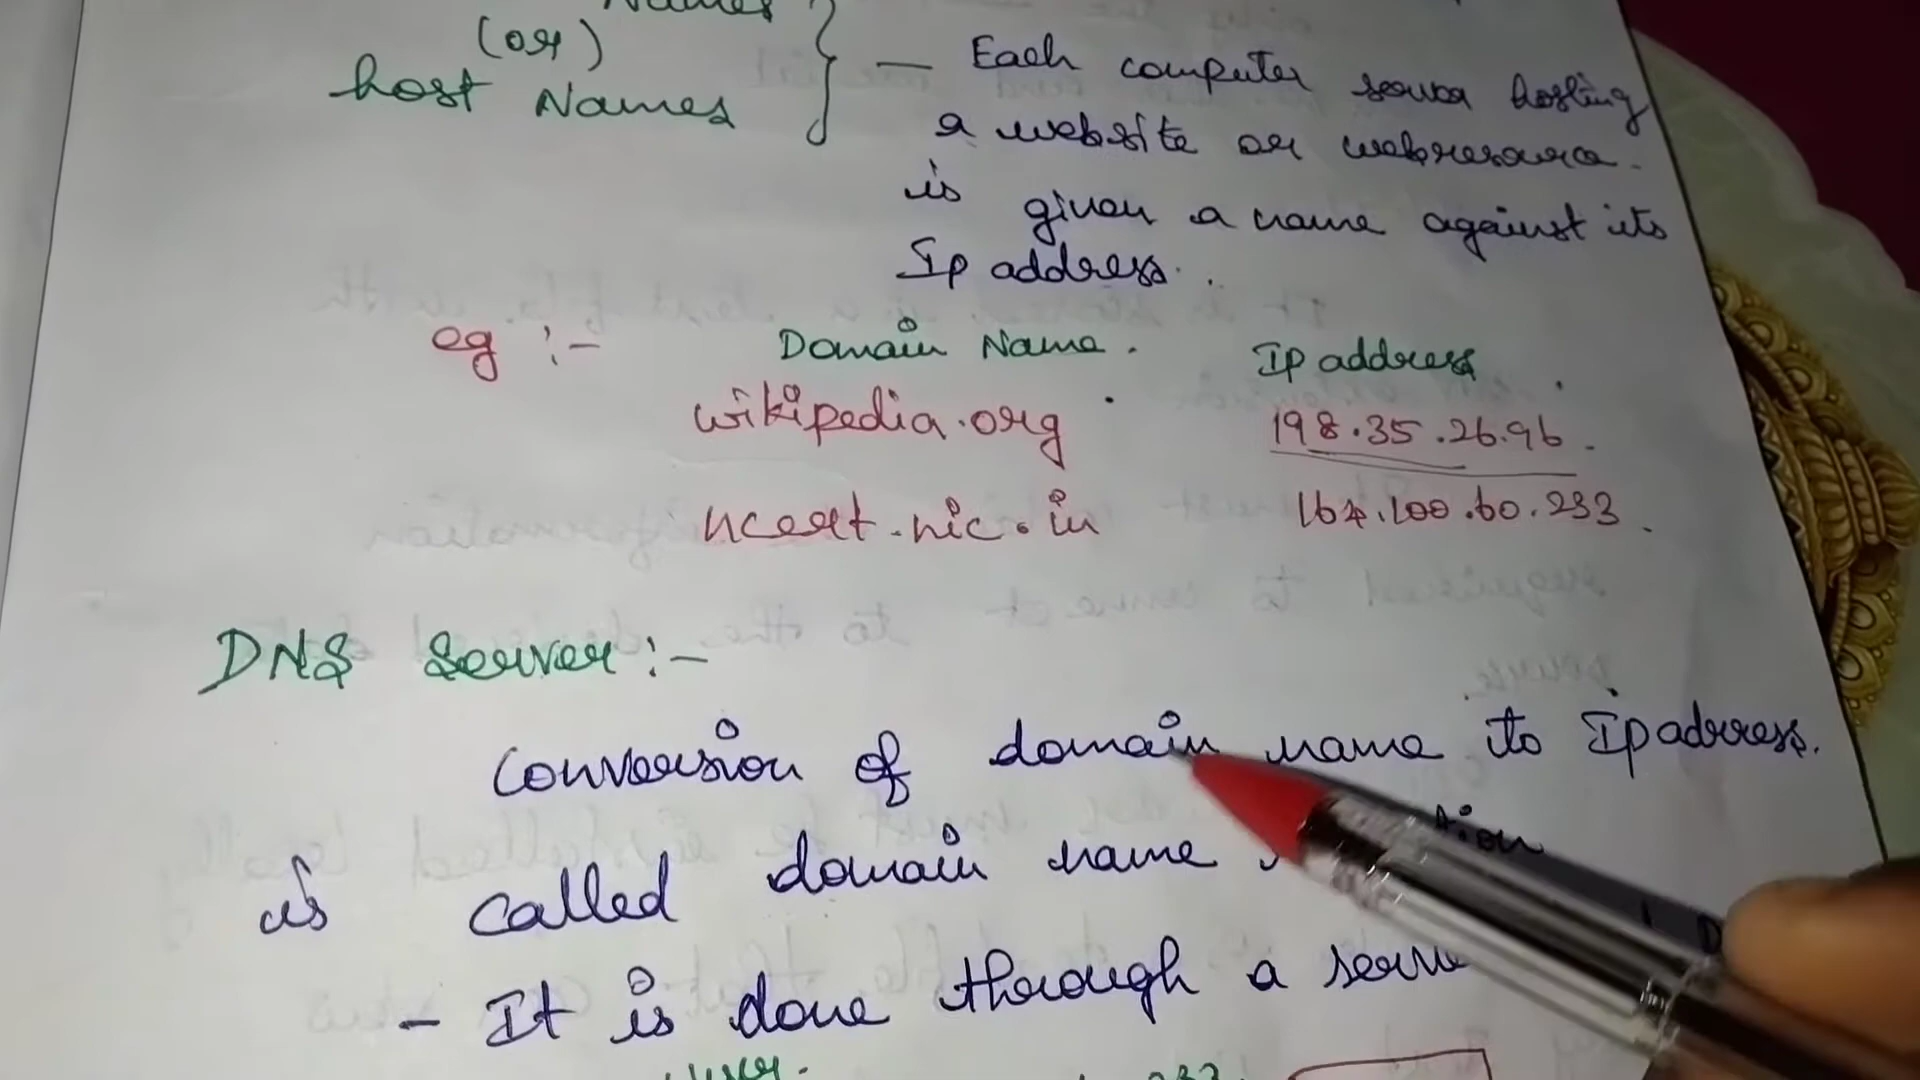 Names
(or)
host Names
— Each computer server hosting
a website or webresource
is given a name against its
Ip address.
eg :-
Domain Name. Ip address
wikipedia.org 198.35.26.96
ncert.nic.in 164.100.60.233
DNS Server :-
Conversion of domain name to Ip address.
is called domain name
- It is done through a